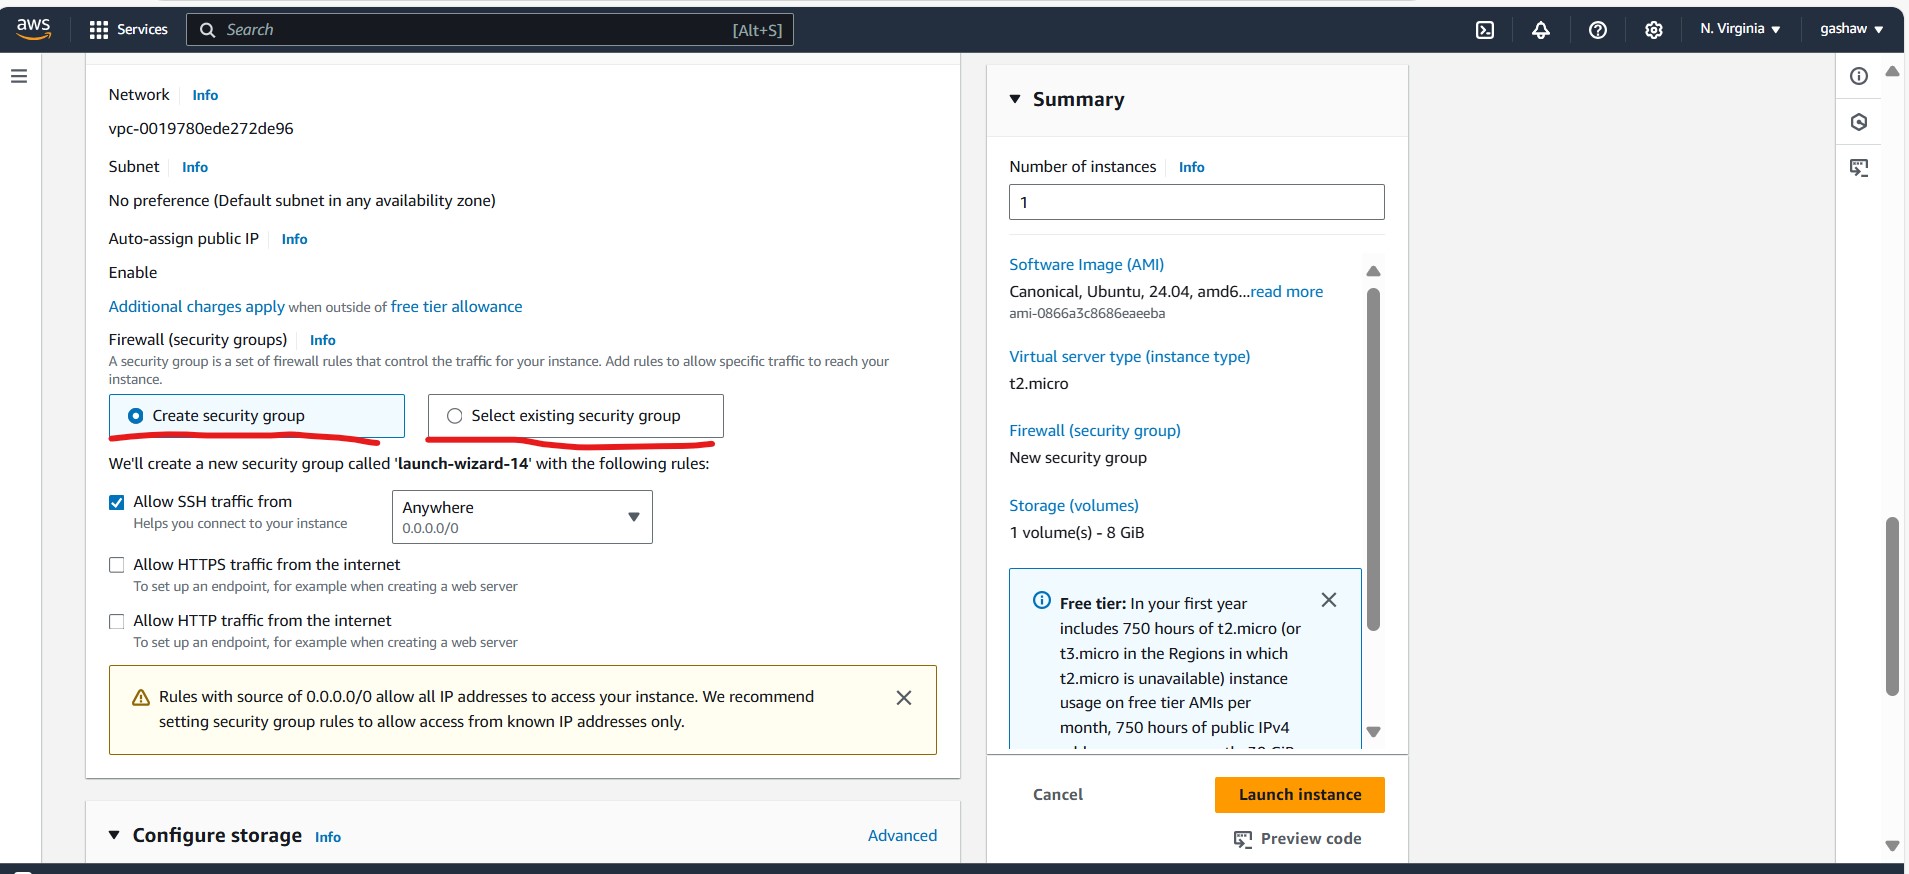 aws
Services
Search
[Alt+S]
N. Virginia
gashaw
Network
Info
vpc-0019780ede272de96
Subnet
Info
No preference (Default subnet in any availability zone)
Auto-assign public IP
Info
Enable
Additional charges apply when outside of free tier allowance
Firewall (security groups)
Info
A security group is a set of firewall rules that control the traffic for your instance. Add rules to allow specific traffic to reach your
instance.
Create security group
Select existing security group
We'll create a new security group called 'launch-wizard-14' with the following rules:
Allow SSH traffic from
Helps you connect to your instance
Anywhere
0.0.0.0/0
Allow HTTPS traffic from the internet
To set up an endpoint, for example when creating a web server
Allow HTTP traffic from the internet
To set up an endpoint, for example when creating a web server
Rules with source of 0.0.0.0/0 allow all IP addresses to access your instance. We recommend
setting security group rules to allow access from known IP addresses only.
Configure storage
Info
Advanced
Summary
Number of instances
Info
1
Software Image (AMI)
Canonical, Ubuntu, 24.04, amd6...read more
ami-0866a3c8686eaeeba
Virtual server type (instance type)
t2.micro
Firewall (security group)
New security group
Storage (volumes)
1 volume(s) - 8 GiB
Free tier: In your first year
includes 750 hours of t2.micro (or
t3.micro in the Regions in which
t2.micro is unavailable) instance
usage on free tier AMIs per
month, 750 hours of public IPv4
Cancel
Launch instance
Preview code